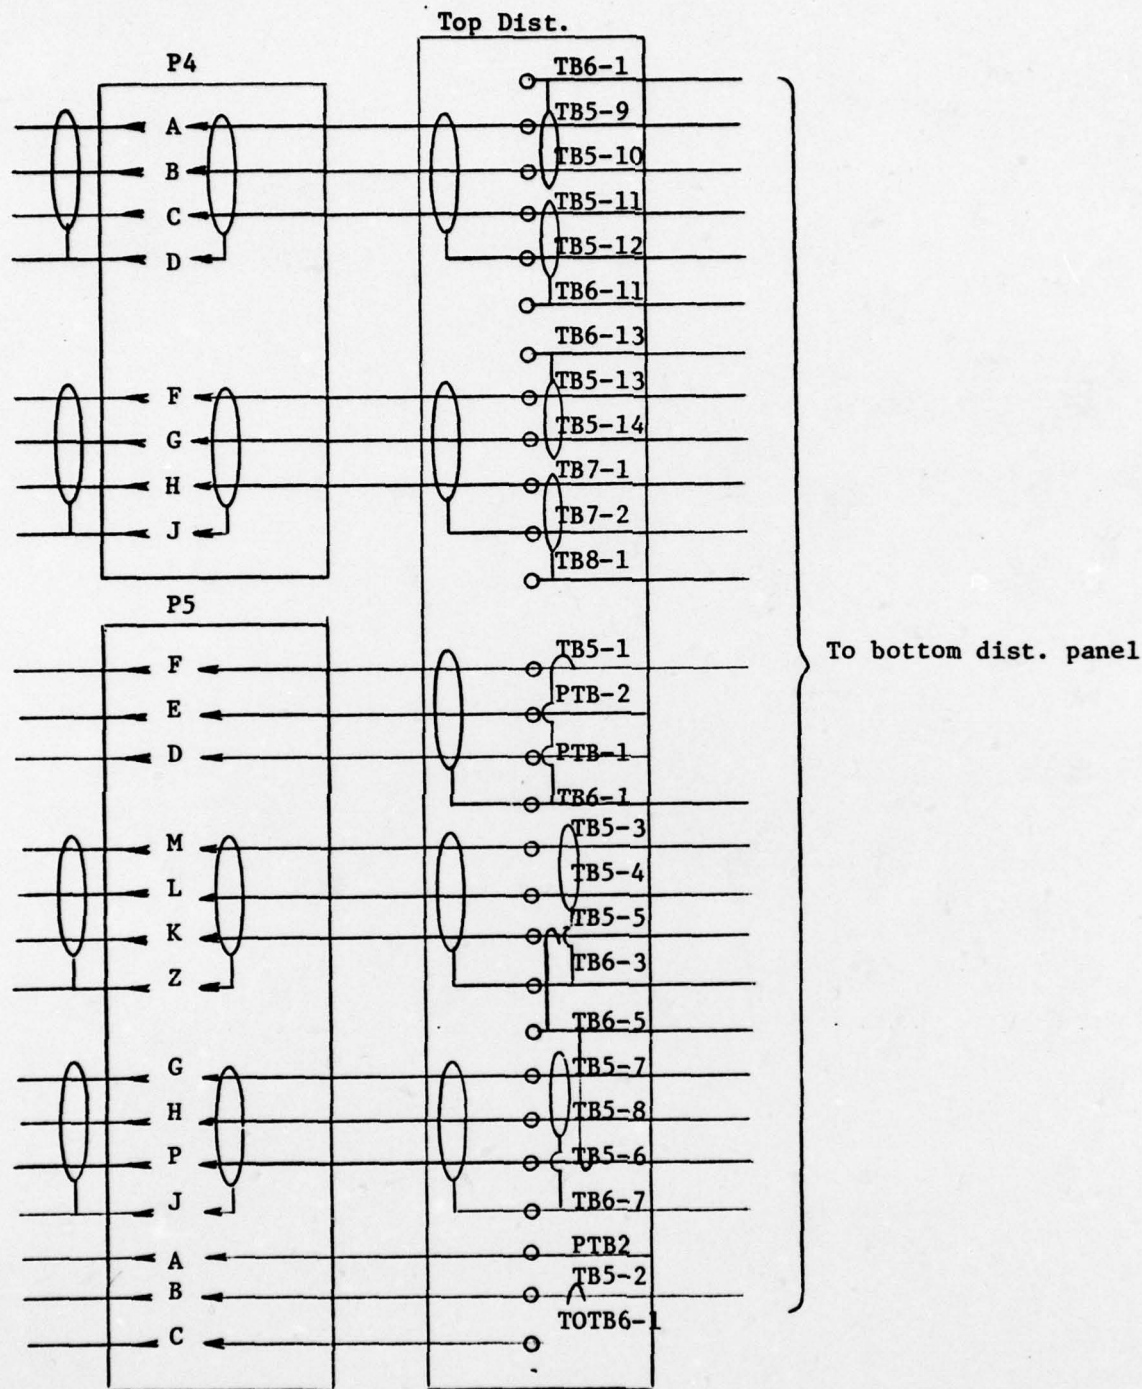 Top Dist.
P4
TB6-1
A
TB5-9
B
TB5-10
C
TB5-11
D
TB5-12
TB6-11
TB6-13
F
TB5-13
G
TB5-14
H
TB7-1
J
TB7-2
TB8-1
P5
F
TB5-1
To bottom dist. panel
E
PTB-2
D
PTB-1
TB6-1
M
TB5-3
L
TB5-4
K
TB5-5
Z
TB6-3
TB6-5
G
TB5-7
H
TB5-8
P
TB5-6
J
TB6-7
A
PTB2
B
TB5-2
TOTB6-1
C